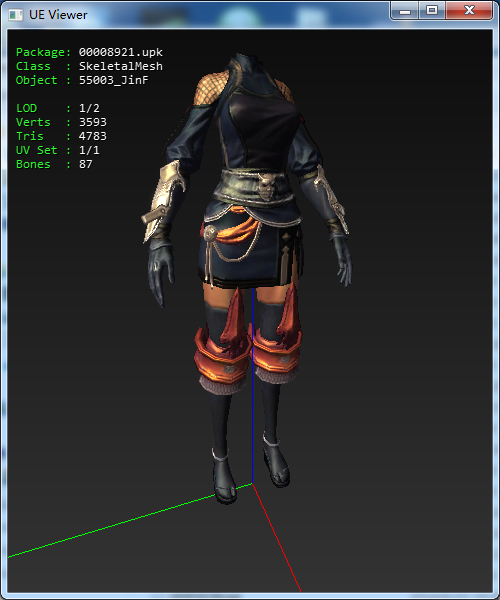 UE Viewer
Package: 00008921.upk
Class : SkeletalMesh
Object : 55003_JinF
LOD : 1/2
Verts : 3593
Tris : 4783
UV Set : 1/1
Bones : 87